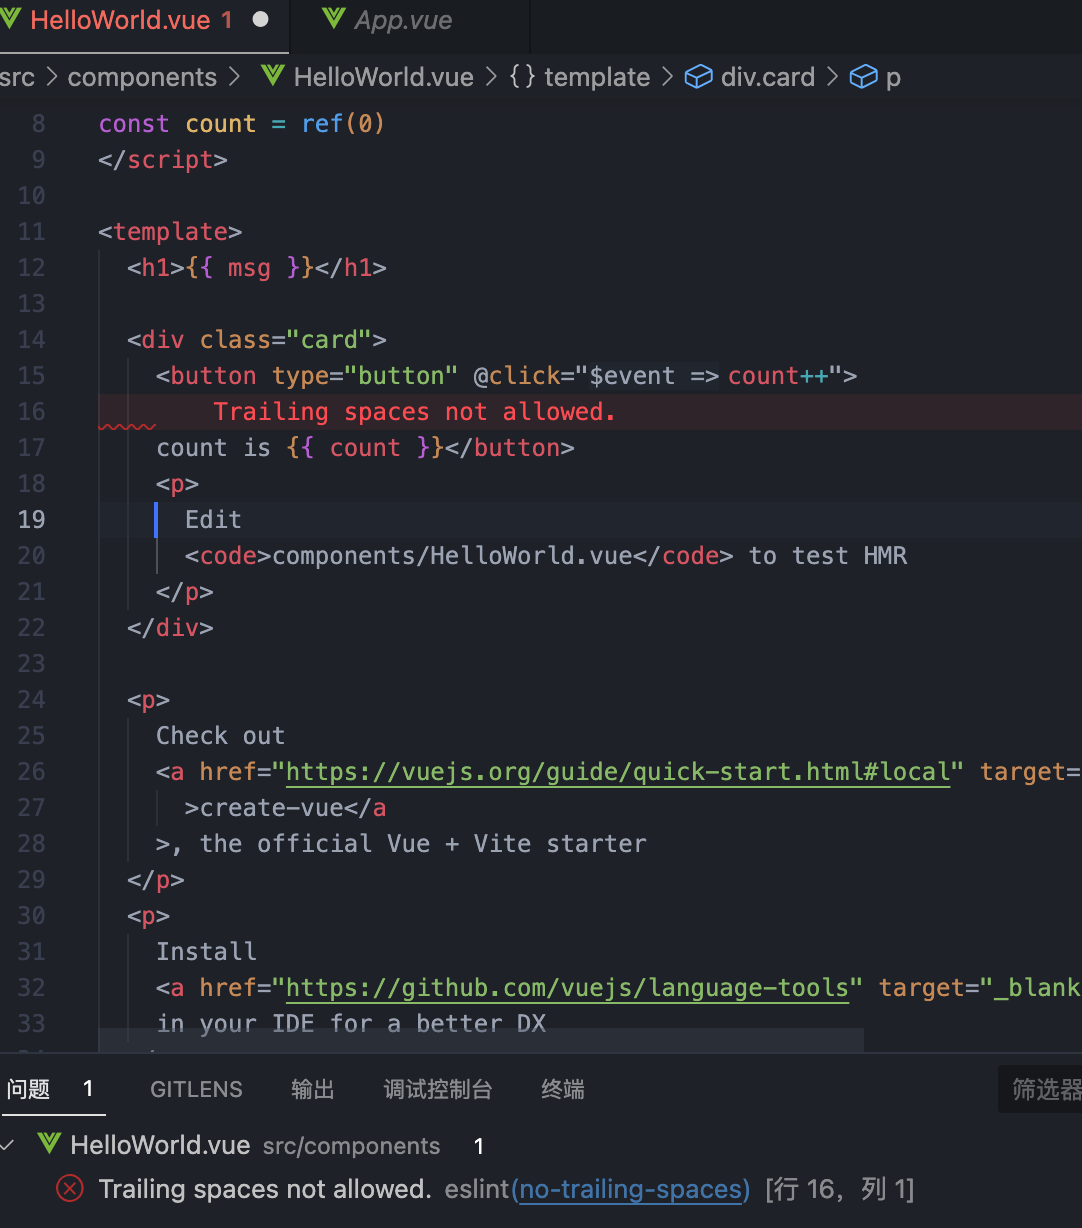 HelloWorld.vue 1 ● App.vue
src > components > HelloWorld.vue > {} template > div.card > p
8 const count = ref(0)
9 </script>
10
11 <template>
12 <h1>{{ msg }}</h1>
13
14 <div class="card">
15 <button type="button" @click="$event => count++">
16 Trailing spaces not allowed.
17 count is {{ count }}</button>
18 <p>
19 Edit
20 <code>components/HelloWorld.vue</code> to test HMR
21 </p>
22 </div>
23
24 <p>
25 Check out
26 <a href="https://vuejs.org/guide/quick-start.html#local" target=
27 >create-vue</a
28 >, the official Vue + Vite starter
29 </p>
30 <p>
31 Install
32 <a href="https://github.com/vuejs/language-tools" target="_blank
33 in your IDE for a better DX
问题 1 GITLENS 输出 调试控制台 终端 筛选器
HelloWorld.vue src/components 1
Trailing spaces not allowed. eslint(no-trailing-spaces) [行 16，列 1]